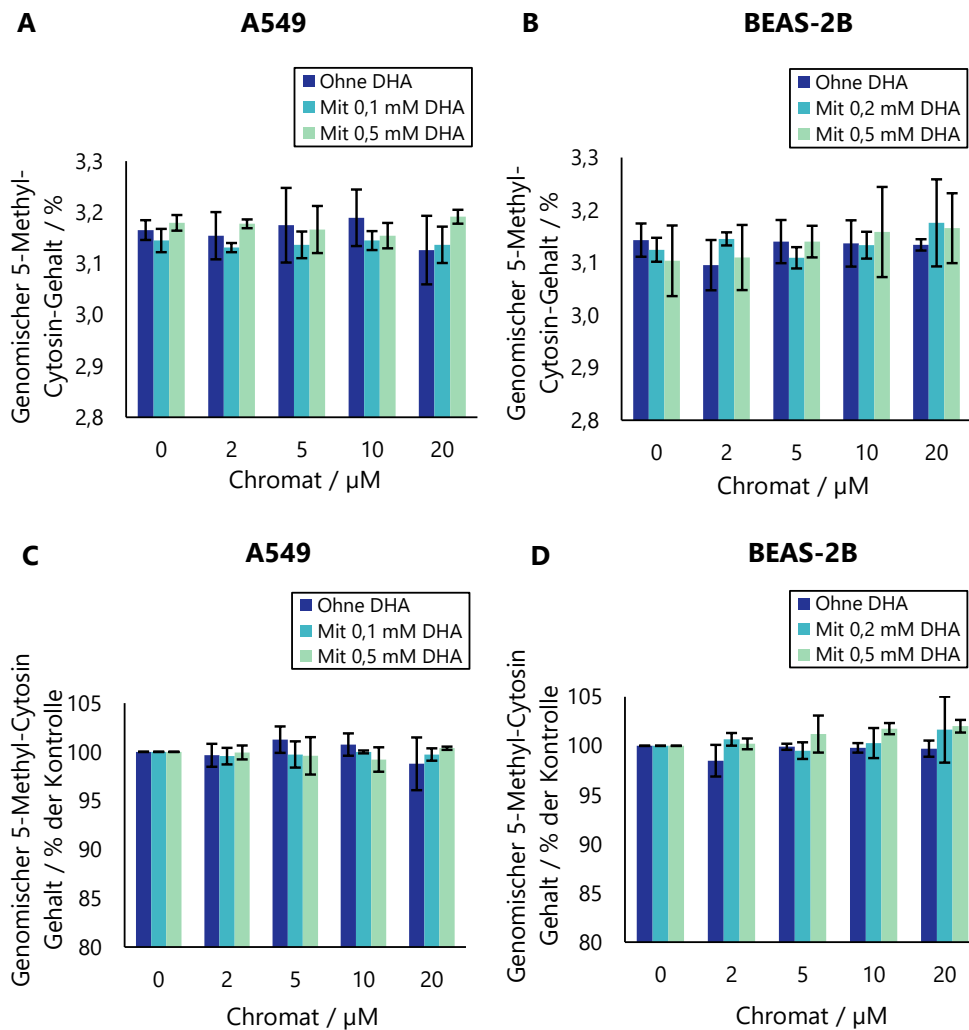 A
A549
Ohne DHA
Mit 0,1 mM DHA
Mit 0,5 mM DHA
Genomischer 5-Methyl-
Cytosin-Gehalt / %
3,3
3,2
3,1
3,0
2,9
2,8
0 2 5 10 20
Chromat / µM
B
BEAS-2B
Ohne DHA
Mit 0,2 mM DHA
Mit 0,5 mM DHA
Genomischer 5-Methyl-
Cytosin-Gehalt / %
3,3
3,2
3,1
3,0
2,9
2,8
0 2 5 10 20
Chromat / µM
C
A549
Ohne DHA
Mit 0,1 mM DHA
Mit 0,5 mM DHA
Genomischer 5-Methyl-Cytosin
Gehalt / % der Kontrolle
105
100
95
90
85
80
0 2 5 10 20
Chromat / µM
D
BEAS-2B
Ohne DHA
Mit 0,2 mM DHA
Mit 0,5 mM DHA
Genomischer 5-Methyl-Cytosin
Gehalt / % der Kontrolle
105
100
95
90
85
80
0 2 5 10 20
Chromat / µM